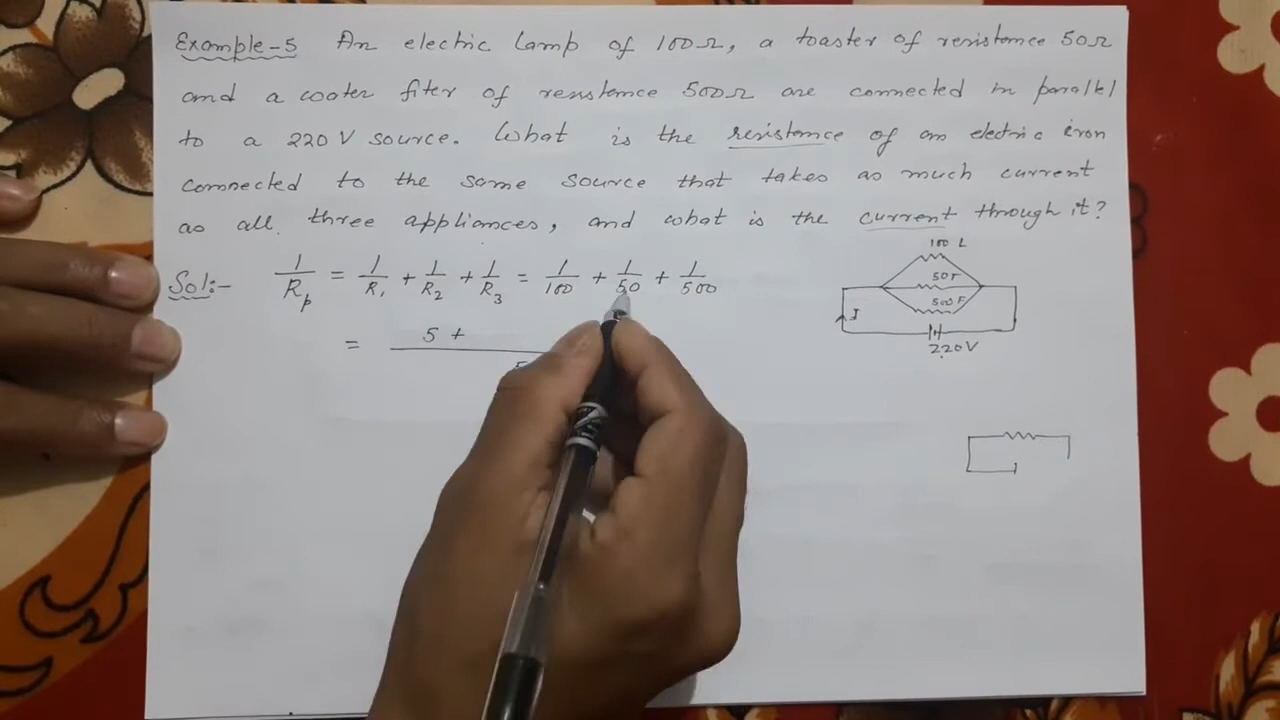 Example-5 An electric lamp of 100Ω, a toaster of resistance 50Ω
and a water fiter of resistance 500Ω are connected in parallel
to a 220 V source. What is the resistance of an electric iron
connected to the same source that takes as much current
as all three appliances, and what is the current through it?
Sol:- 1/Rp = 1/R1 + 1/R2 + 1/R3 = 1/100 + 1/50 + 1/500
= 5 +
100 L
50 T
500 F
I
220V